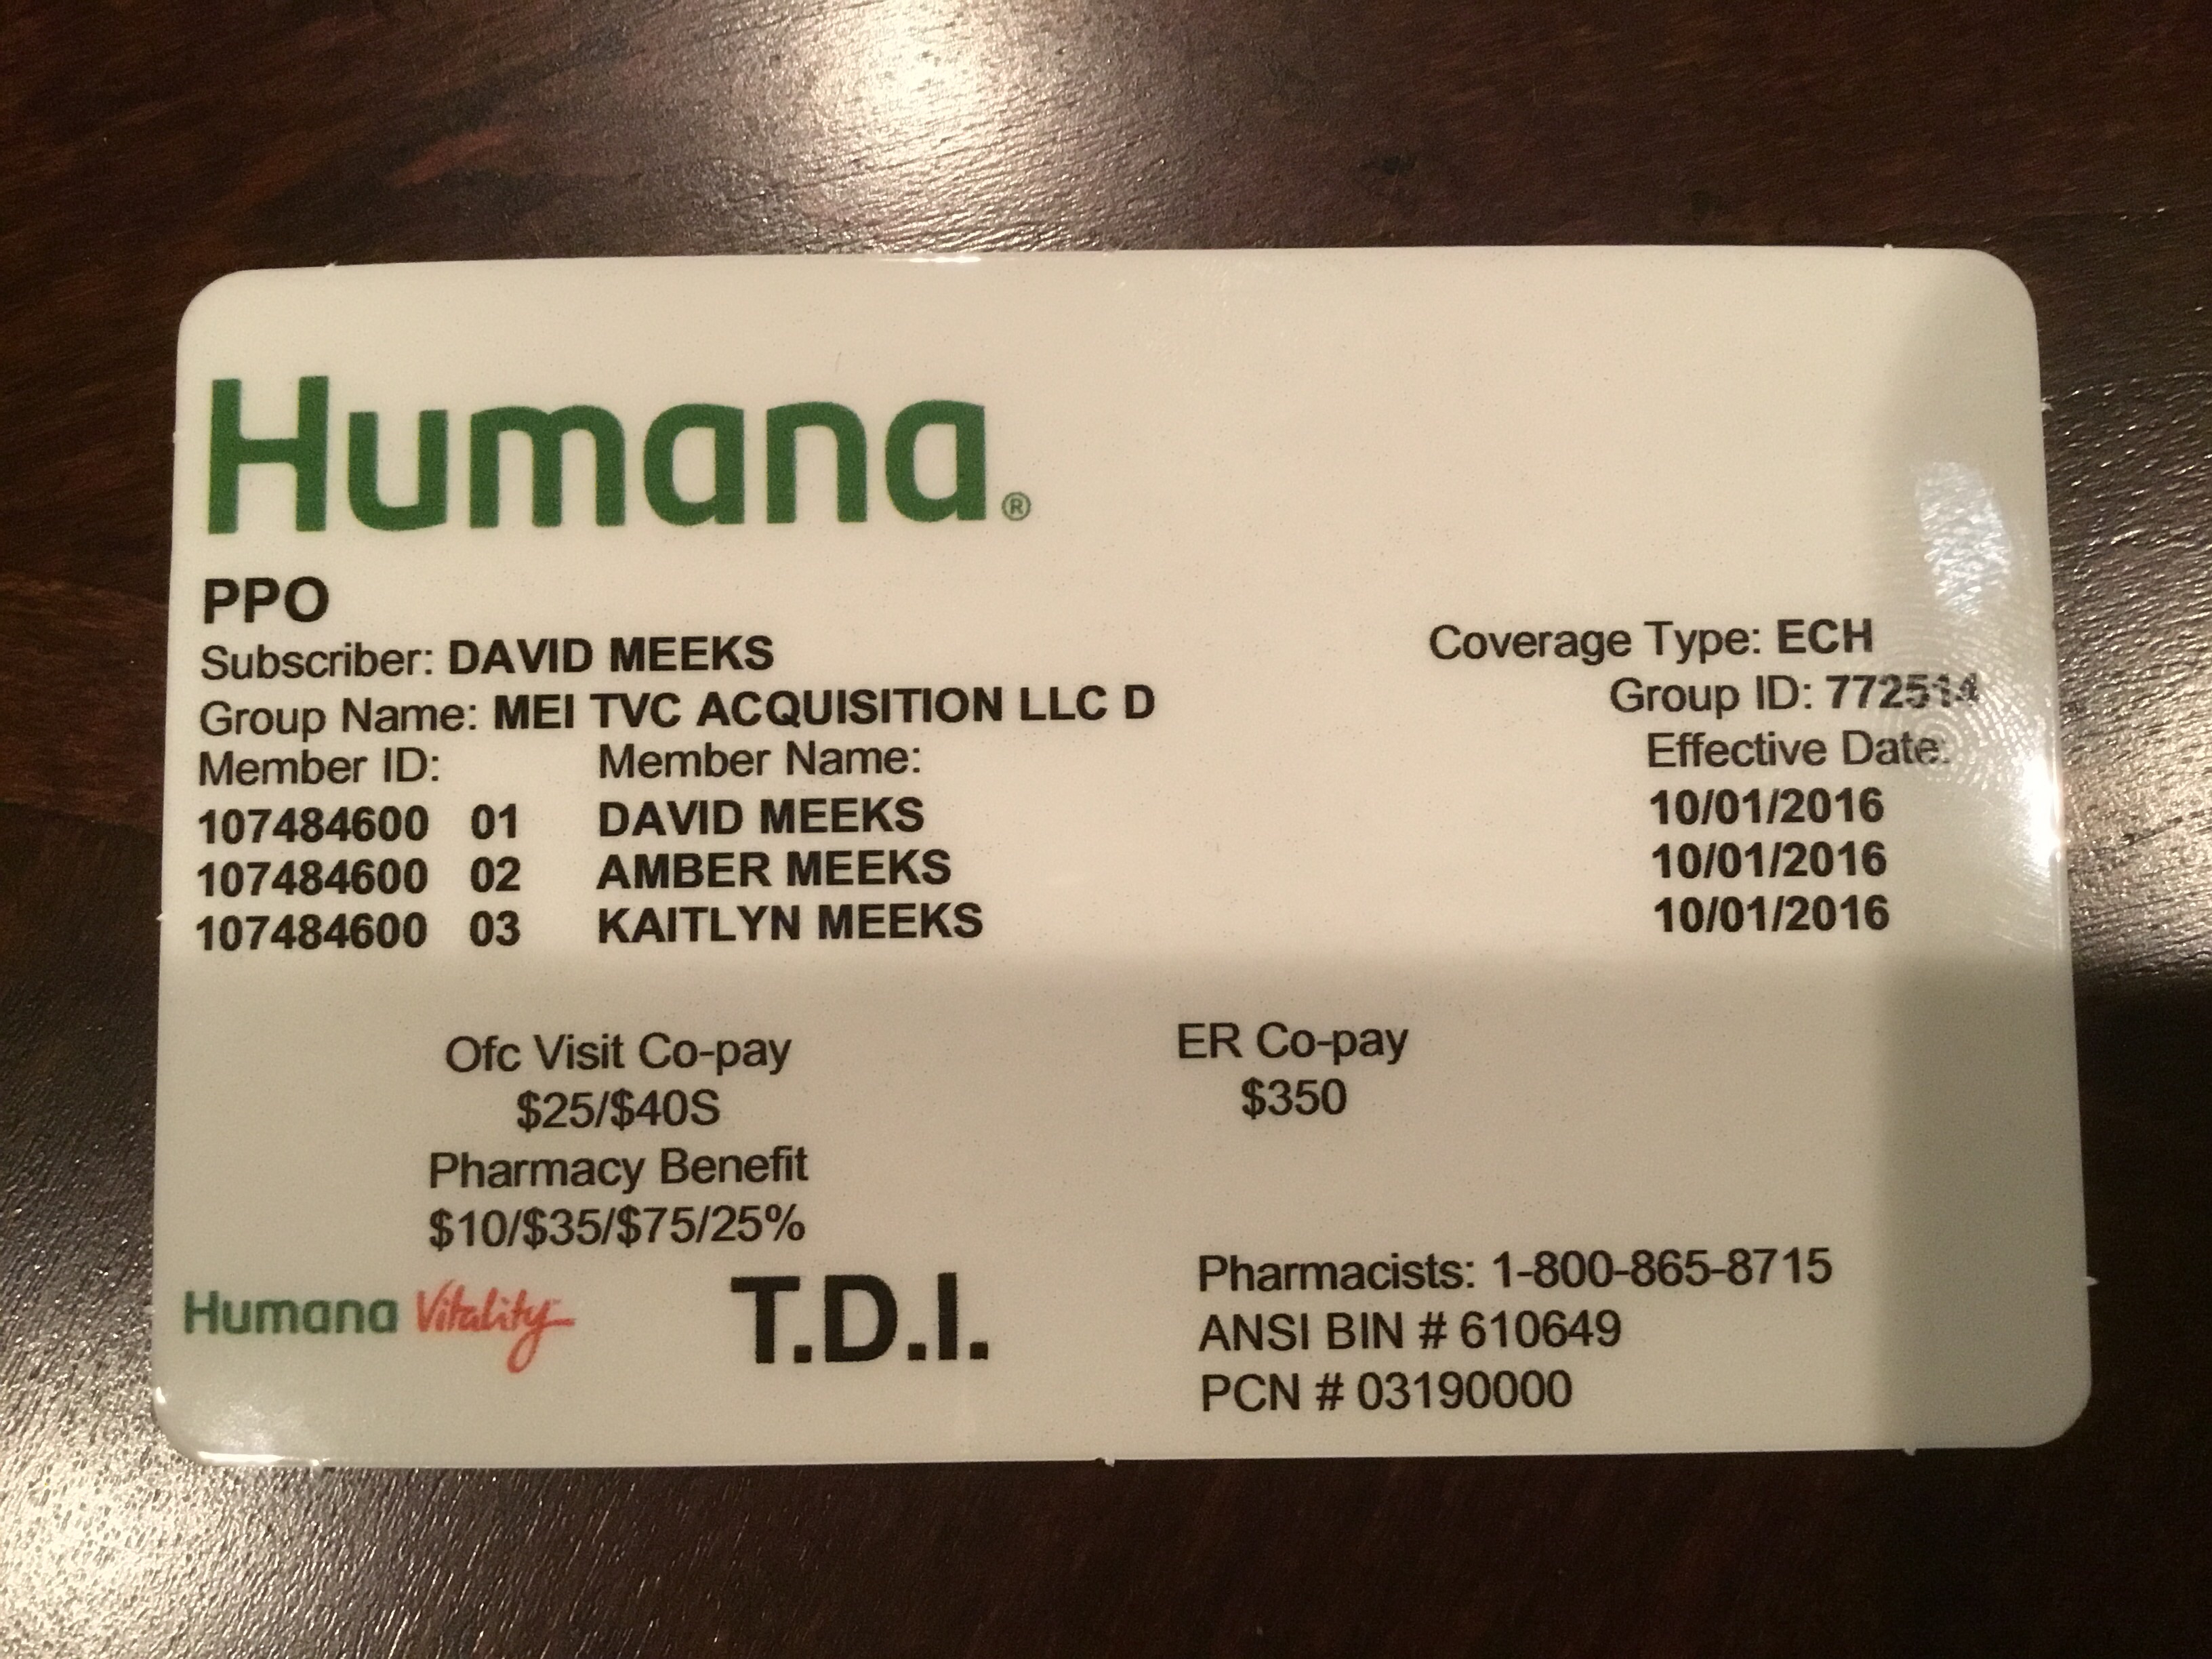 Humana®
PPO
Subscriber: DAVID MEEKS
Coverage Type: ECH
Group Name: MEI TVC ACQUISITION LLC D
Group ID: 772514
Member ID: Member Name: Effective Date:
107484600 01 DAVID MEEKS 10/01/2016
107484600 02 AMBER MEEKS 10/01/2016
107484600 03 KAITLYN MEEKS 10/01/2016
Ofc Visit Co-pay
$25/$40S
ER Co-pay
$350
Pharmacy Benefit
$10/$35/$75/25%
Humana Vitality
T.D.I.
Pharmacists: 1-800-865-8715
ANSI BIN # 610649
PCN # 03190000